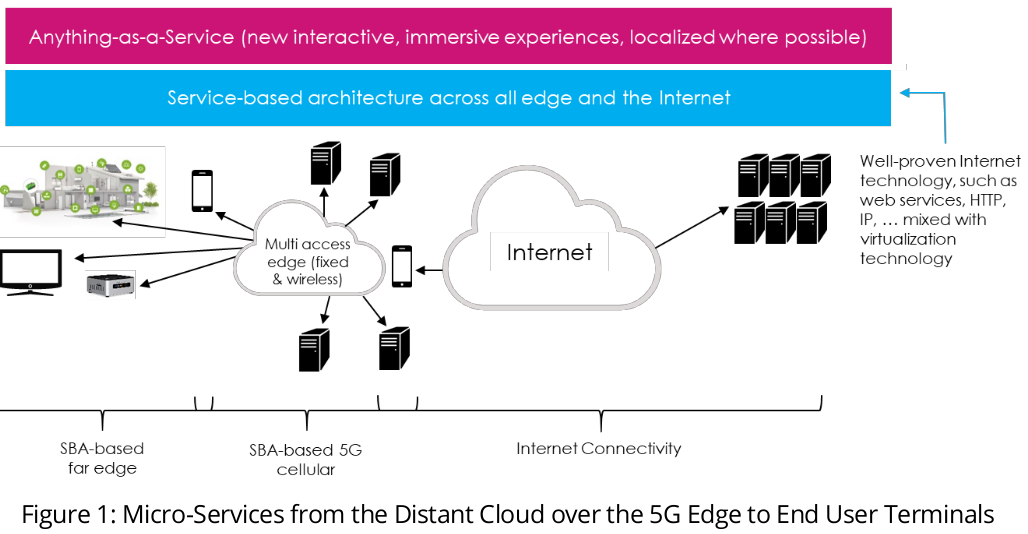 Anything-as-a-Service (new interactive, immersive experiences, localized where possible)
Service-based architecture across all edge and the Internet
Well-proven Internet
technology, such as
web services, HTTP,
IP, … mixed with
virtualization
technology
Multi access
edge (fixed
& wireless)
Internet
SBA-based
far edge
SBA-based 5G
cellular
Internet Connectivity
Figure 1: Micro-Services from the Distant Cloud over the 5G Edge to End User Terminals